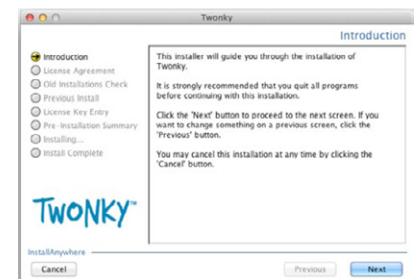 Twonky
Introduction
Introduction
License Agreement
Old Installations Check
Previous Install
License Key Entry
Pre-Installation Summary
Installing...
Install Complete
This installer will guide you through the installation of
Twonky.
It is strongly recommended that you quit all programs
before continuing with this installation.
Click the 'Next' button to proceed to the next screen. If you
want to change something on a previous screen, click the
'Previous' button.
You may cancel this installation at any time by clicking the
'Cancel' button.
TWONKY™
InstallAnywhere
Cancel
Previous
Next